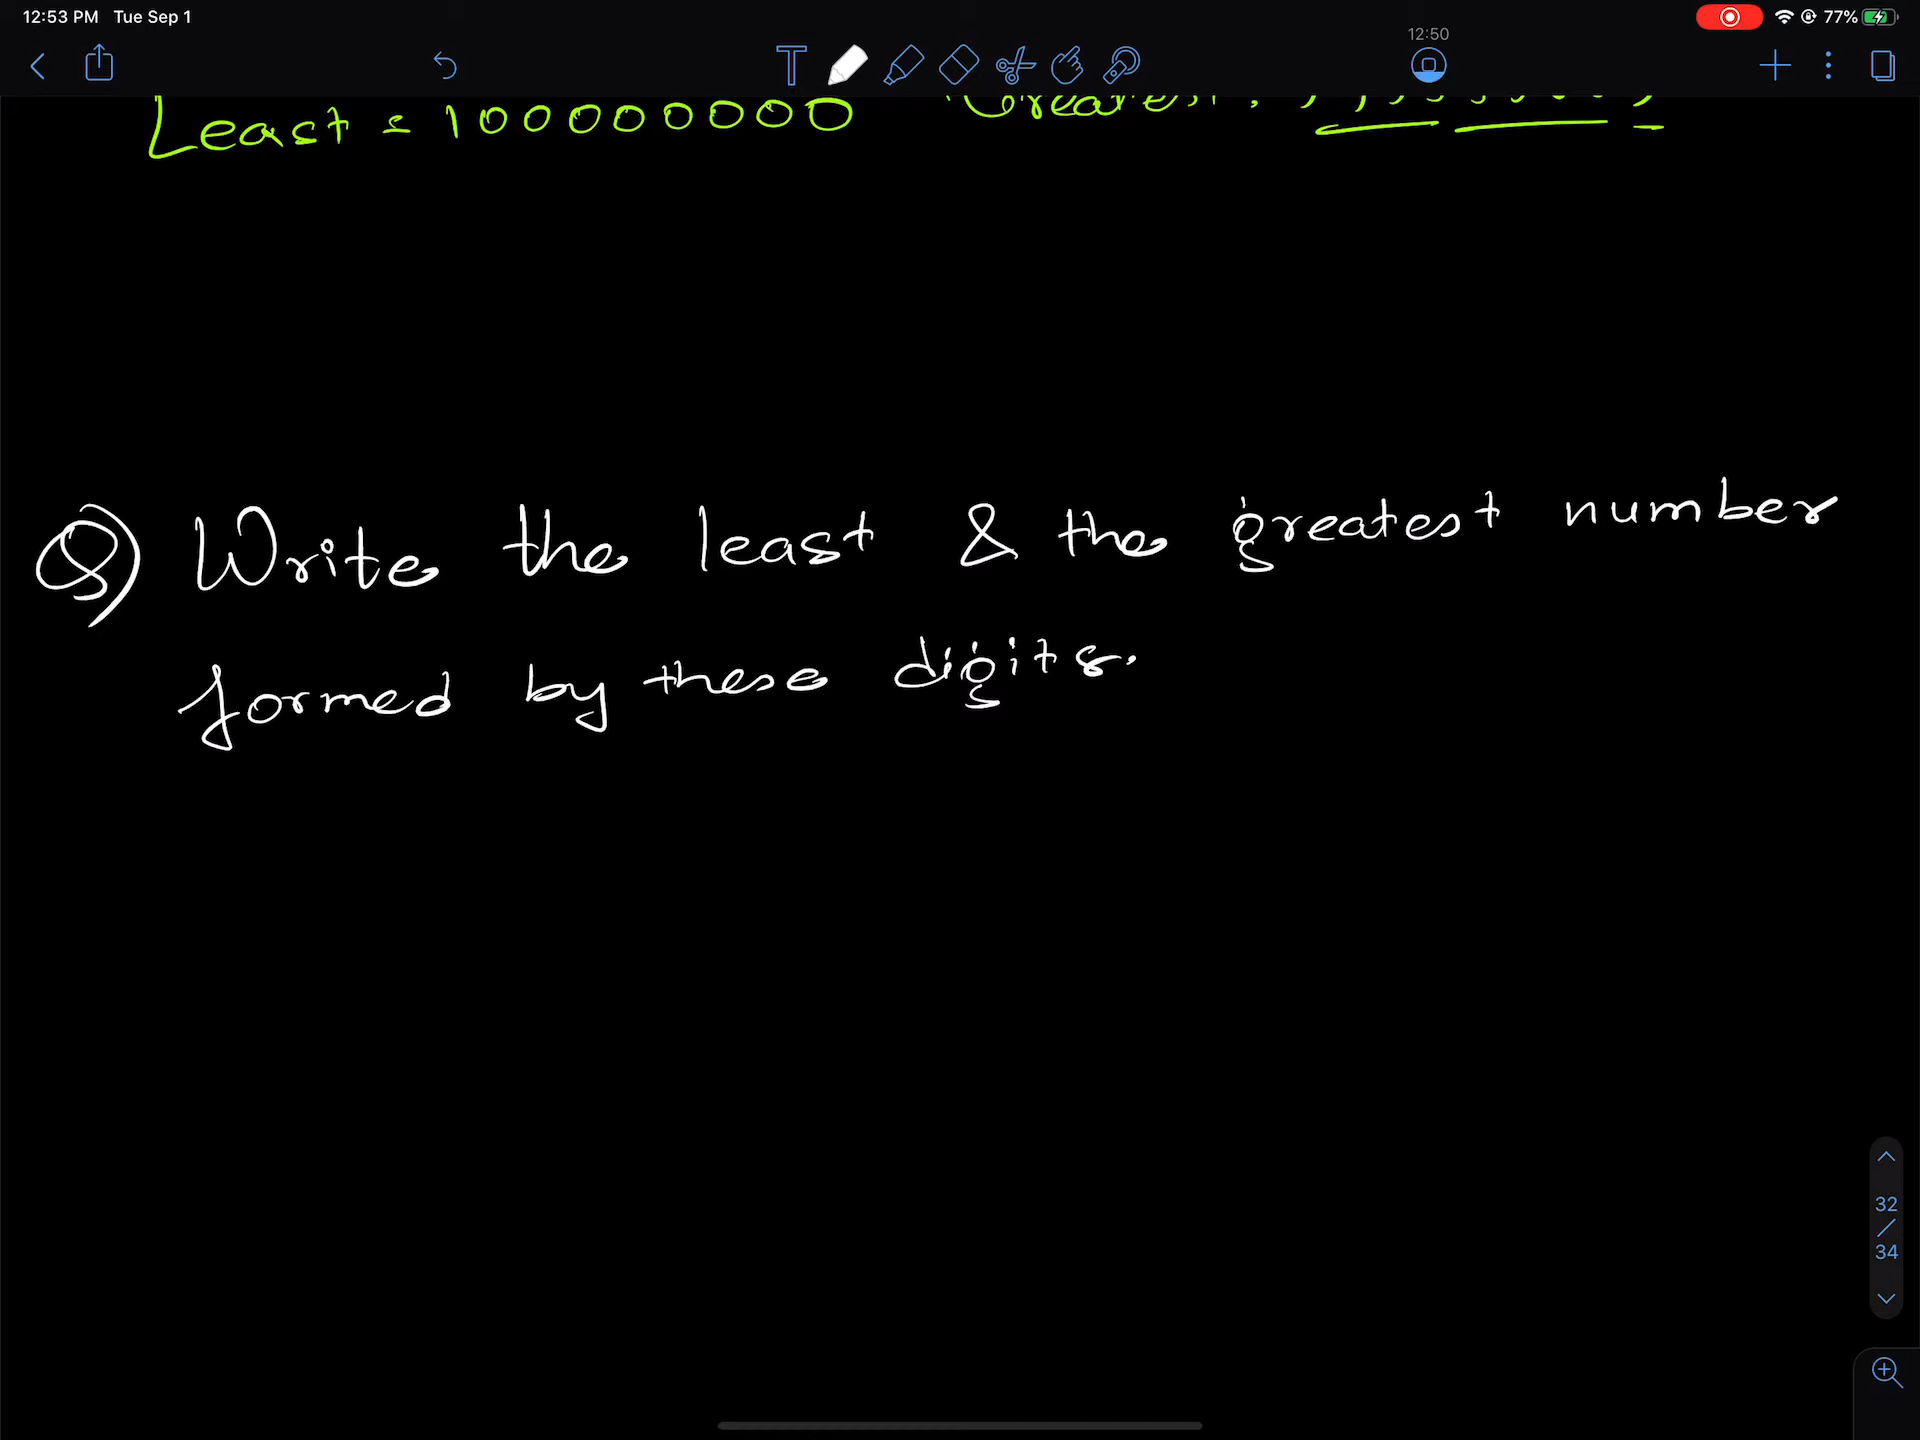 12:53 PM Tue Sep 1
77%
12:50
T
Least = 100000000 Greatest
Q) Write the least & the greatest number
formed by these digits.
32
/
34